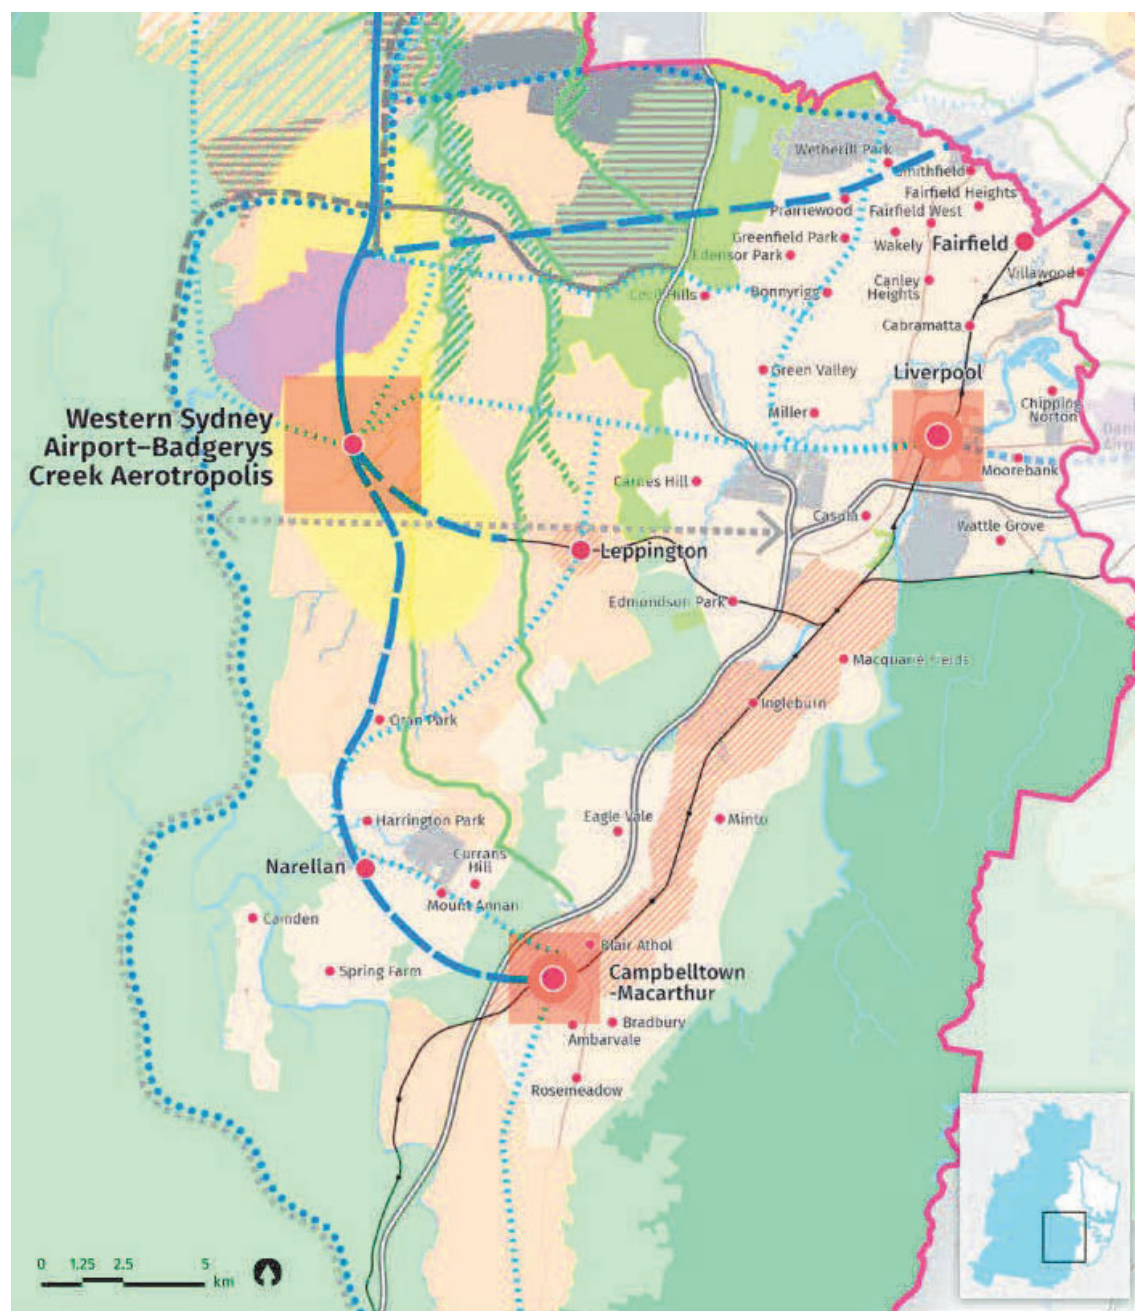 Wetherill Park
Smithfield
Fairfield Heights
Prairiewood
Fairfield West
Greenfield Park
Wakely
Fairfield
Edensor Park
Villawood
Cecil Hills
Bonnyrigg
Canley
Heights
Cabramatta
Green Valley
Liverpool
Miller
Chipping
Norton
Western Sydney
Airport–Badgerys
Creek Aerotropolis
Moorebank
Carnes Hill
Casula
Wattle Grove
Leppington
Edmondson Park
Macquarie Fields
Ingleburn
Oran Park
Harrington Park
Eagle Vale
Minto
Narellan
Currans
Hill
Mount Annan
Camden
Blair Athol
Spring Farm
Campbelltown
-Macarthur
Bradbury
Ambarvale
Rosemeadow
0 1.25 2.5 5
km